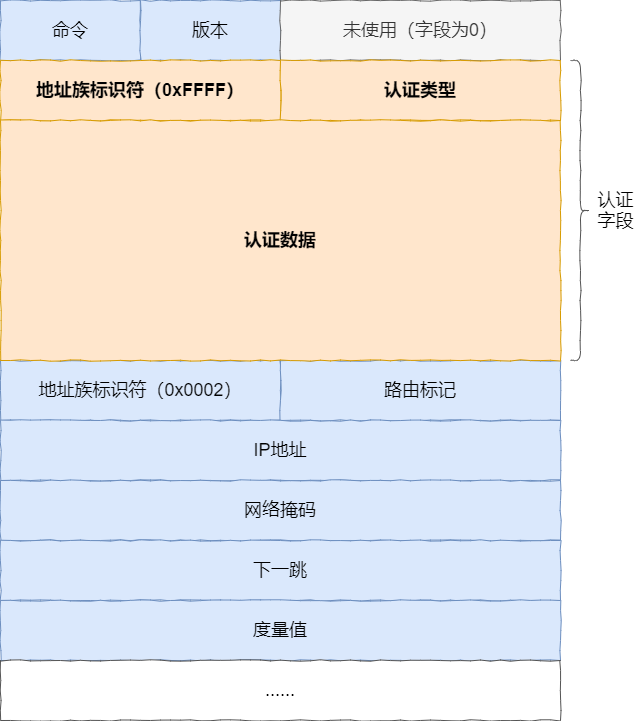 命令
版本
未使用（字段为0）
地址族标识符（0xFFFF）
认证类型
认证数据
认证
字段
地址族标识符（0x0002）
路由标记
IP地址
网络掩码
下一跳
度量值
......